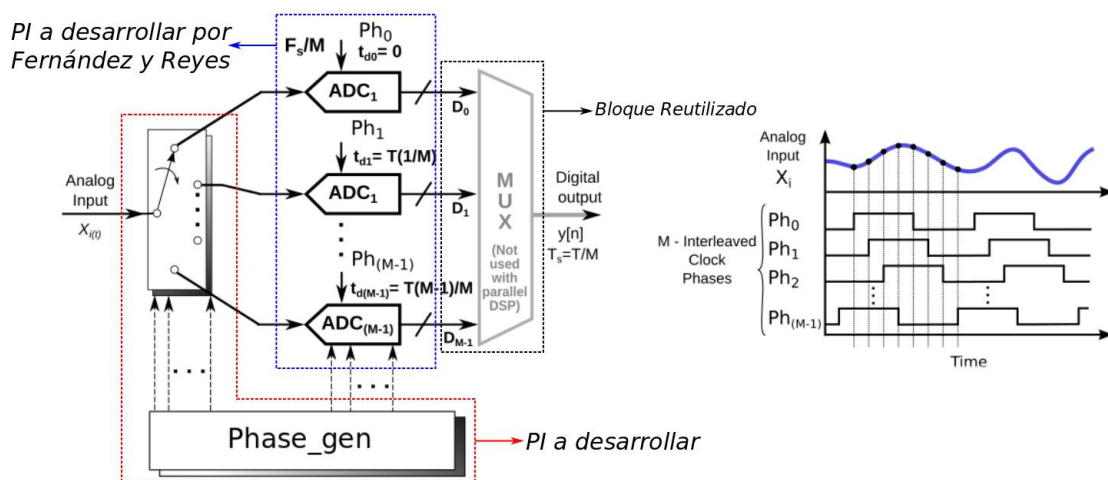 PI a desarrollar por
Fernández y Reyes
Fs/M
Ph0
td0= 0
ADC1
D0
Bloque Reutilizado
Ph1
td1= T(1/M)
ADC1
D1
Analog
Input
Xi(t)
MUX
(Not
used with
parallel
DSP)
Digital
output
y[n]
Ts=T/M
Ph(M-1)
td(M-1)= T(M-1)/M
ADC(M-1)
DM-1
Phase_gen
PI a desarrollar
Analog
Input
Xi
M - Interleaved
Clock
Phases
Ph0
Ph1
Ph2
Ph(M-1)
Time